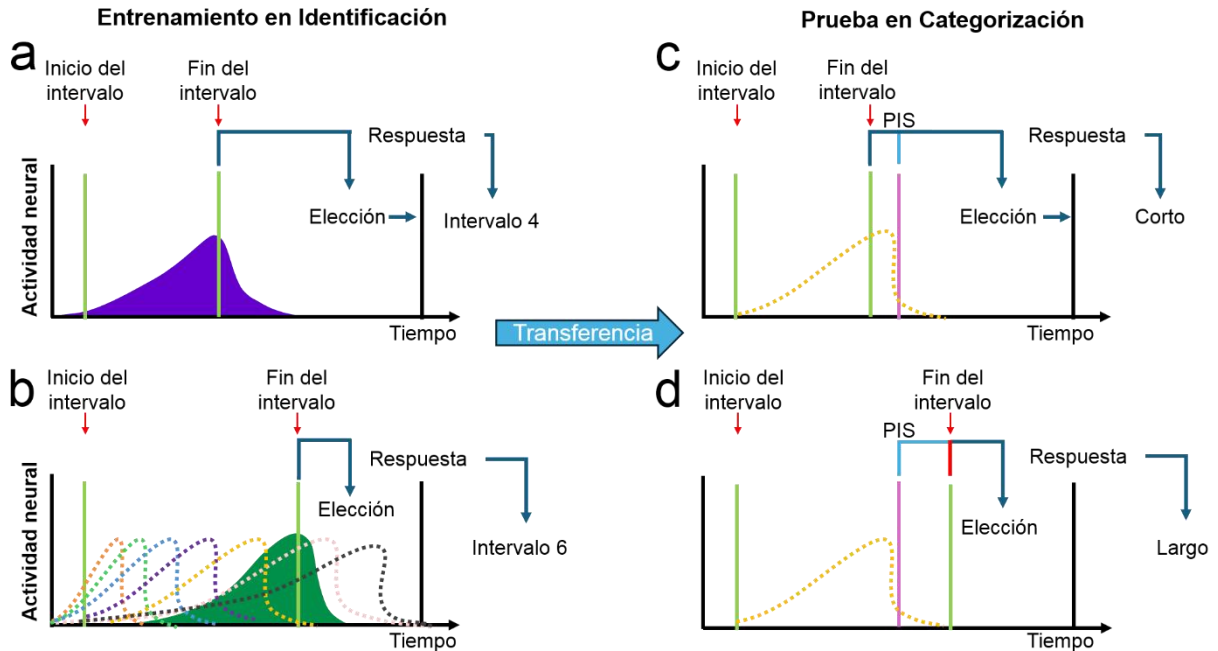 Entrenamiento en Identificación
Prueba en Categorización
a
Inicio del
intervalo
Fin del
intervalo
Respuesta
Elección
Intervalo 4
Actividad neural
Tiempo
Transferencia
c
Inicio del
intervalo
Fin del
intervalo
PIS
Respuesta
Elección
Corto
Tiempo
b
Inicio del
intervalo
Fin del
intervalo
Respuesta
Elección
Intervalo 6
Actividad neural
Tiempo
d
Inicio del
intervalo
Fin del
intervalo
PIS
Respuesta
Elección
Largo
Tiempo